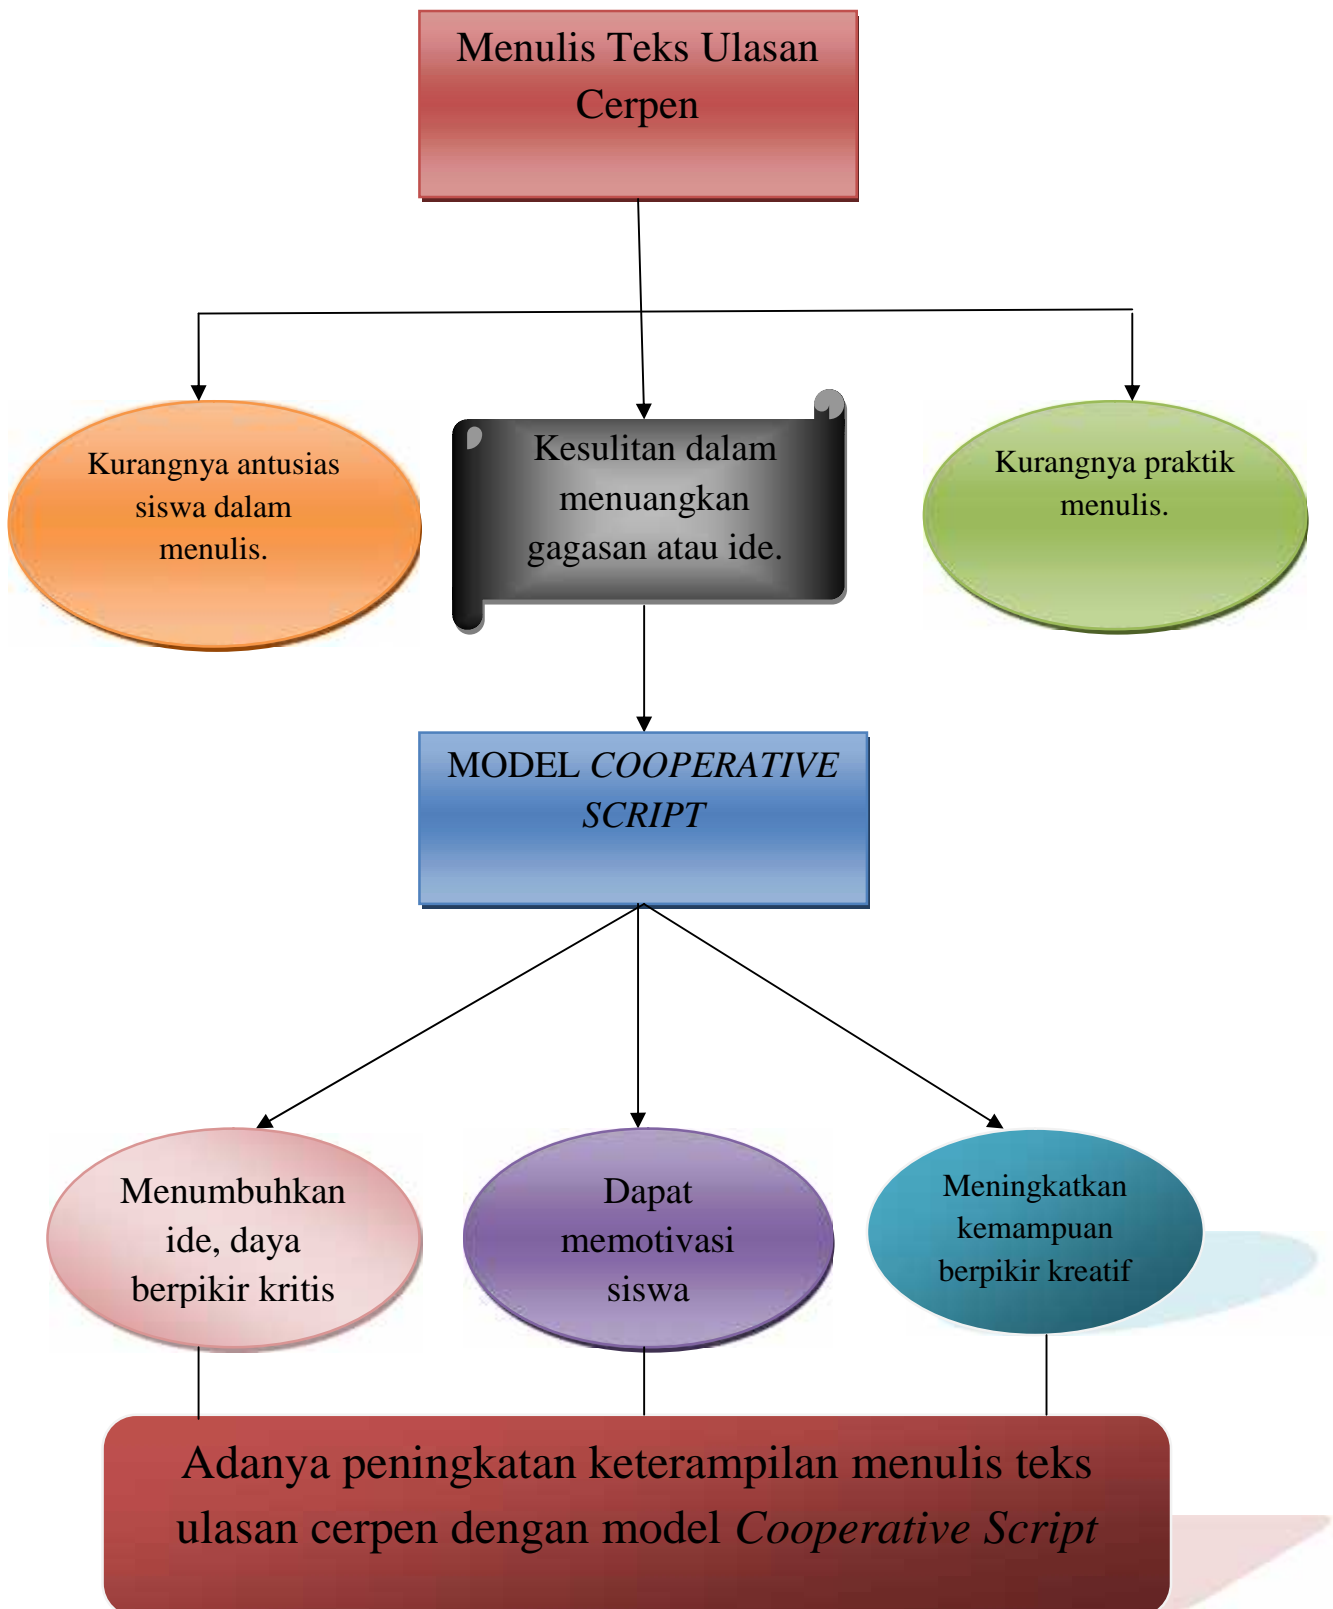 Menulis Teks Ulasan
Cerpen
Kurangnya antusias
siswa dalam
menulis.
Kesulitan dalam
menuangkan
gagasan atau ide.
Kurangnya praktik
menulis.
MODEL COOPERATIVE
SCRIPT
Menumbuhkan
ide, daya
berpikir kritis
Dapat
memotivasi
siswa
Meningkatkan
kemampuan
berpikir kreatif
Adanya peningkatan keterampilan menulis teks
ulasan cerpen dengan model Cooperative Script